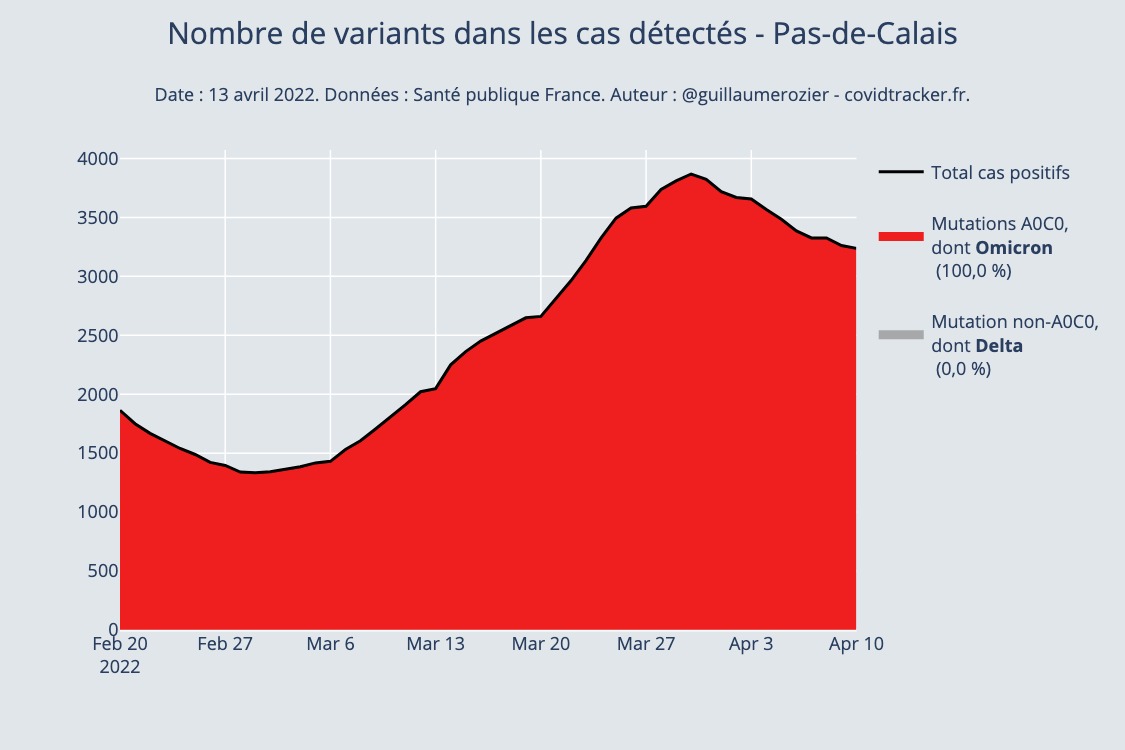 Nombre de variants dans les cas détectés - Pas-de-Calais
Date : 13 avril 2022. Données : Santé publique France. Auteur : @guillaumerozier - covidtracker.fr.
4000
3500
3000
2500
2000
1500
1000
500
0
Feb 20
2022
Feb 27
Mar 6
Mar 13
Mar 20
Mar 27
Apr 3
Apr 10
Total cas positifs
Mutations A0C0,
dont Omicron
(100,0 %)
Mutation non-A0C0,
dont Delta
(0,0 %)